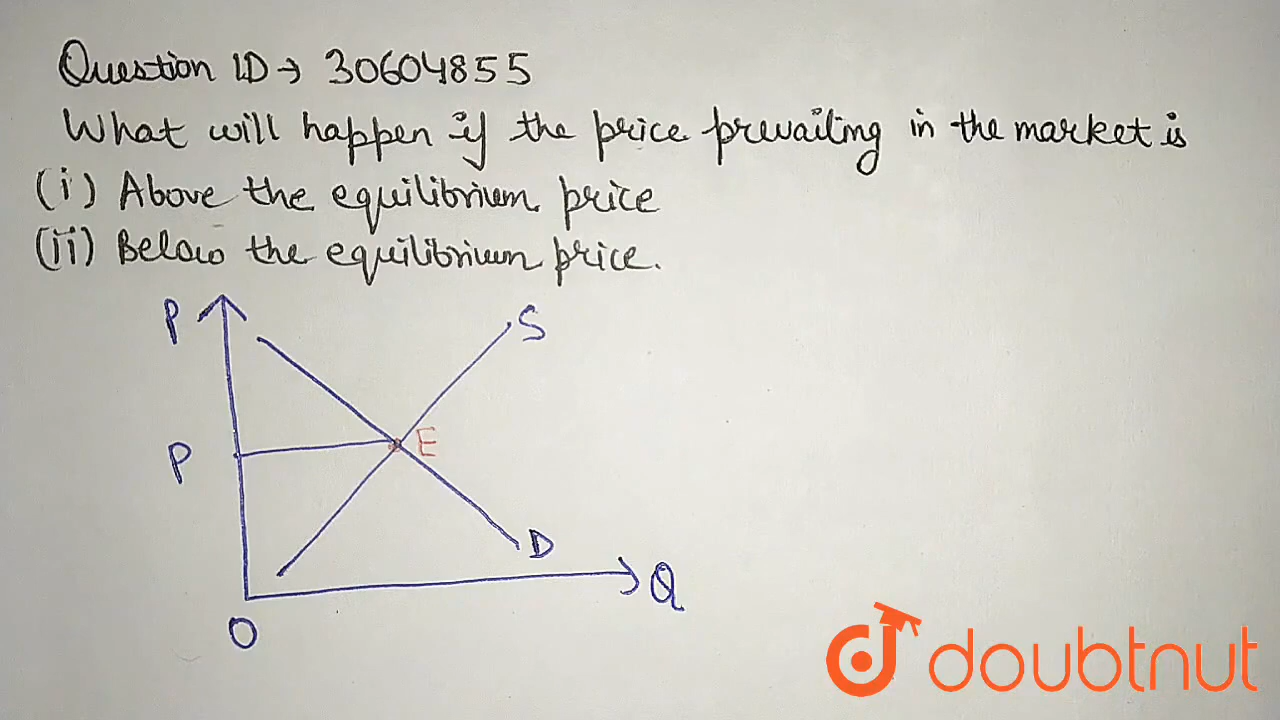 Question ID → 30604855
What will happen if the price prevailing in the market is
(i) Above the equilibrium price
(ii) Below the equilibrium price.
P
S
P
E
D
Q
O
doubtnut